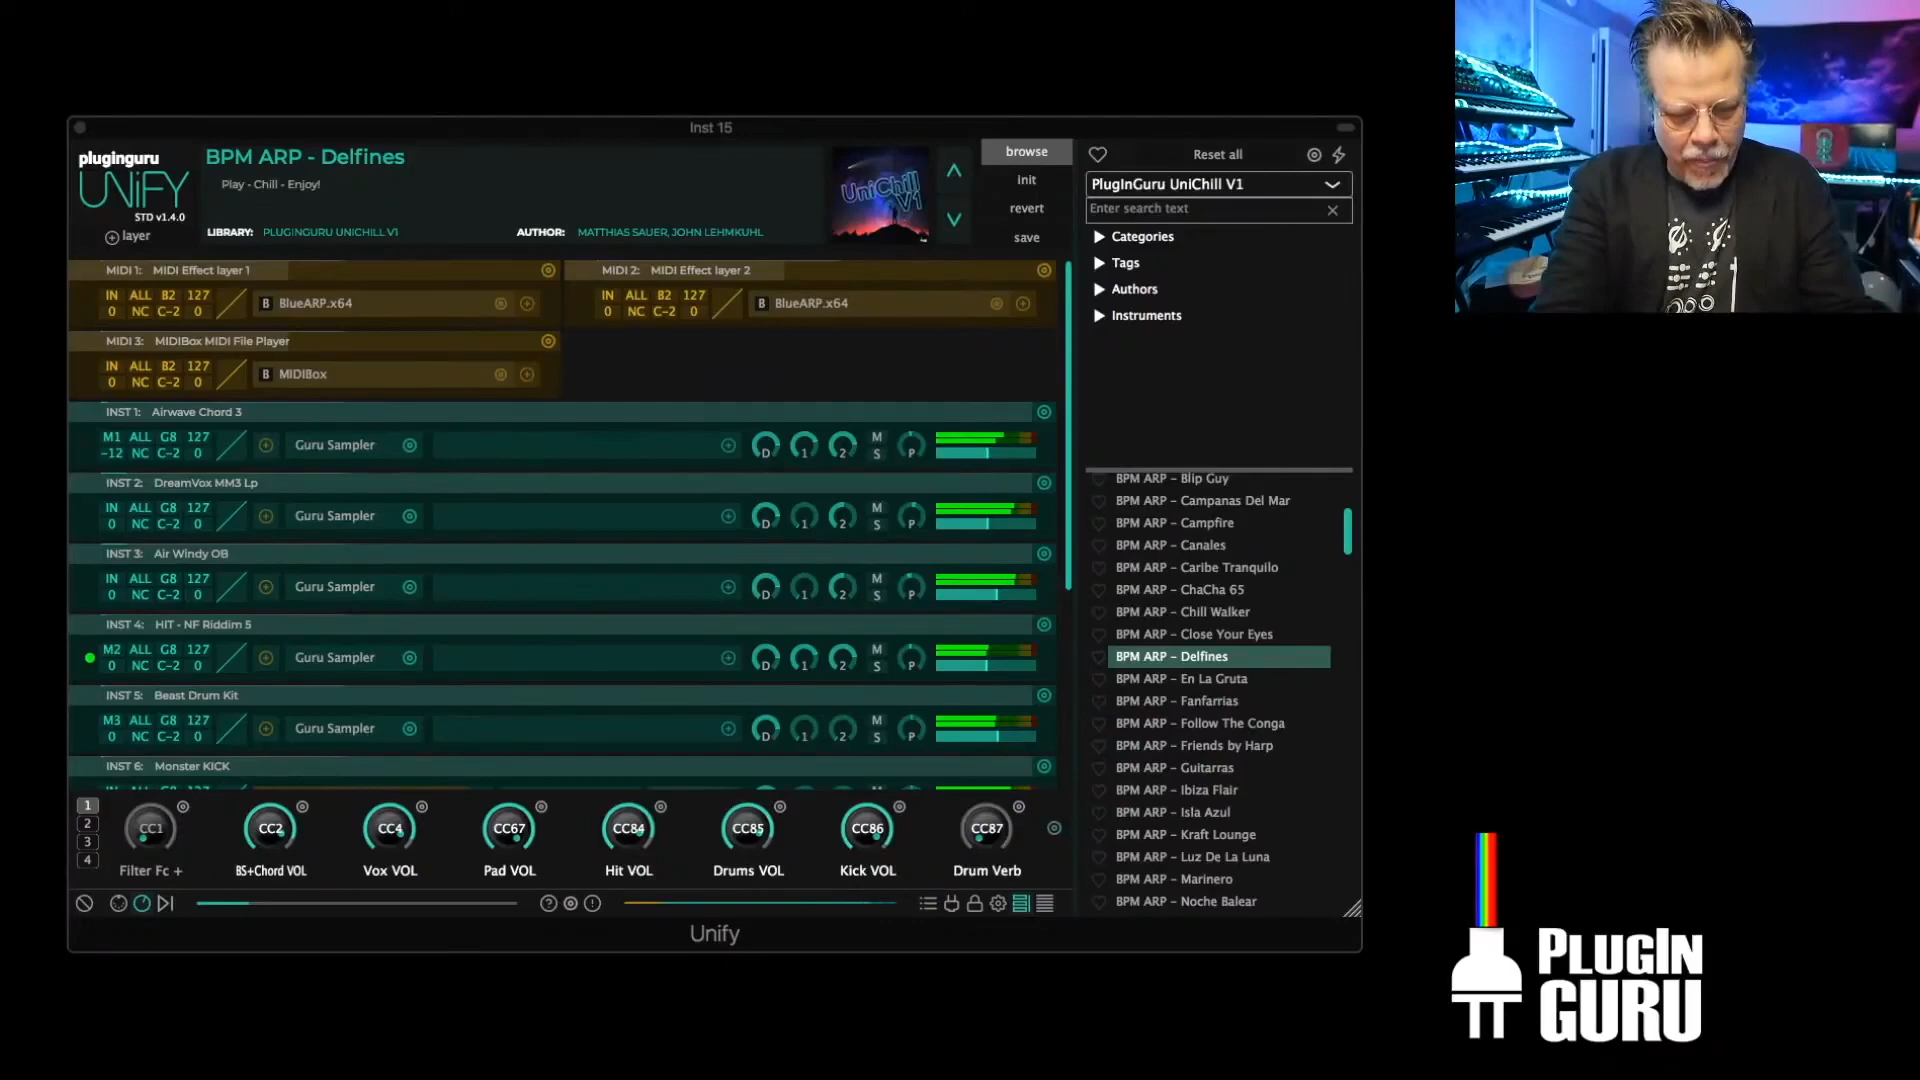 Inst 15
pluginguru
UNiFY
STD v1.4.0
layer
BPM ARP - Delfines
Play - Chill - Enjoy!
LIBRARY: PLUGINGURU UNICHILL V1
AUTHOR: MATTHIAS SAUER, JOHN LEHMKUHL
UniChill
V1
browse
init
revert
save
Reset all
PlugInGuru UniChill V1
Enter search text
Categories
Tags
Authors
Instruments
MIDI 1: MIDI Effect layer 1
IN ALL B2 127
0 NC C-2 0
B BlueARP.x64
MIDI 2: MIDI Effect layer 2
IN ALL B2 127
0 NC C-2 0
B BlueARP.x64
MIDI 3: MIDIBox MIDI File Player
IN ALL B2 127
0 NC C-2 0
B MIDIBox
INST 1: Airwave Chord 3
M1 ALL G8 127
-12 NC C-2 0
Guru Sampler
D 1 2 M S P
INST 2: DreamVox MM3 Lp
IN ALL G8 127
0 NC C-2 0
Guru Sampler
D 1 2 M S P
INST 3: Air Windy OB
IN ALL G8 127
0 NC C-2 0
Guru Sampler
D 1 2 M S P
INST 4: HIT - NF Riddim 5
M2 ALL G8 127
0 NC C-2 0
Guru Sampler
D 1 2 M S P
INST 5: Beast Drum Kit
M3 ALL G8 127
0 NC C-2 0
Guru Sampler
D 1 2 M S P
INST 6: Monster KICK
BPM ARP - Blip Guy
BPM ARP - Campanas Del Mar
BPM ARP - Campfire
BPM ARP - Canales
BPM ARP - Caribe Tranquilo
BPM ARP - ChaCha 65
BPM ARP - Chill Walker
BPM ARP - Close Your Eyes
BPM ARP - Delfines
BPM ARP - En La Gruta
BPM ARP - Fanfarrias
BPM ARP - Follow The Conga
BPM ARP - Friends by Harp
BPM ARP - Guitarras
BPM ARP - Ibiza Flair
BPM ARP - Isla Azul
BPM ARP - Kraft Lounge
BPM ARP - Luz De La Luna
BPM ARP - Marinero
BPM ARP - Noche Balear
1
2
3
4
CC1 CC2 CC4 CC67 CC84 CC85 CC86 CC87
Filter Fc + BS+Chord VOL Vox VOL Pad VOL Hit VOL Drums VOL Kick VOL Drum Verb
Unify
PLUGIN
GURU